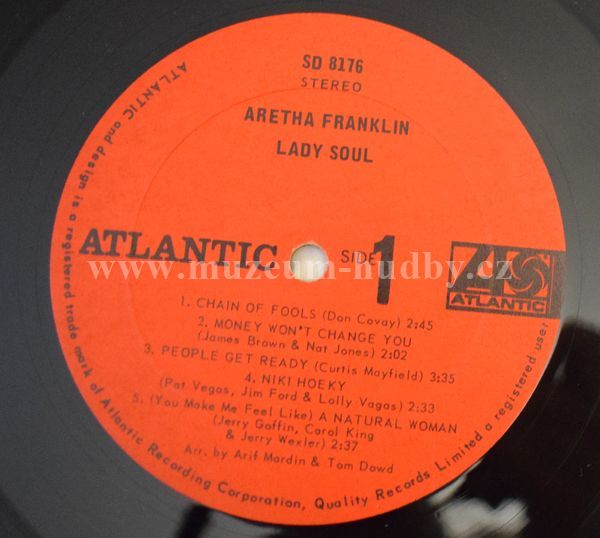 SD 8176
STEREO
ARETHA FRANKLIN
LADY SOUL
ATLANTIC
SIDE 1
ATLANTIC
www.muzeum-hudby.cz
1. CHAIN OF FOOLS (Don Covay) 2:45
2. MONEY WON'T CHANGE YOU
(James Brown & Nat Jones) 2:02
3. PEOPLE GET READY (Curtis Mayfield) 3:35
4. NIKI HOEKY
(Pat Vegas, Jim Ford & Lolly Vagas) 2:33
5. (You Make Me Feel Like) A NATURAL WOMAN
(Jerry Goffin, Carol King
& Jerry Wexler) 2:37
Arr. by Arif Mardin & Tom Dowd
ATLANTIC and design is a registered trade mark of Atlantic Recording Corporation, Quality Records Limited a registered user